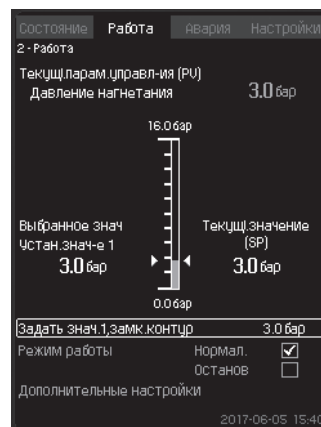 Состояние Работа Авария Настройки
2 - Работа
Текущ.парам.управл-ия (PV)
Давление нагнетания 3.0 бар
16.0 бар
Выбранное знач
Устан.знач-е 1
3.0 бар
Текущ.значение
(SP)
3.0 бар
0.0 бар
Задать знач.1,замк.контур 3.0 бар
Режим работы Нормал.
Останов
Дополнительные настройки
2017-06-05 15:40